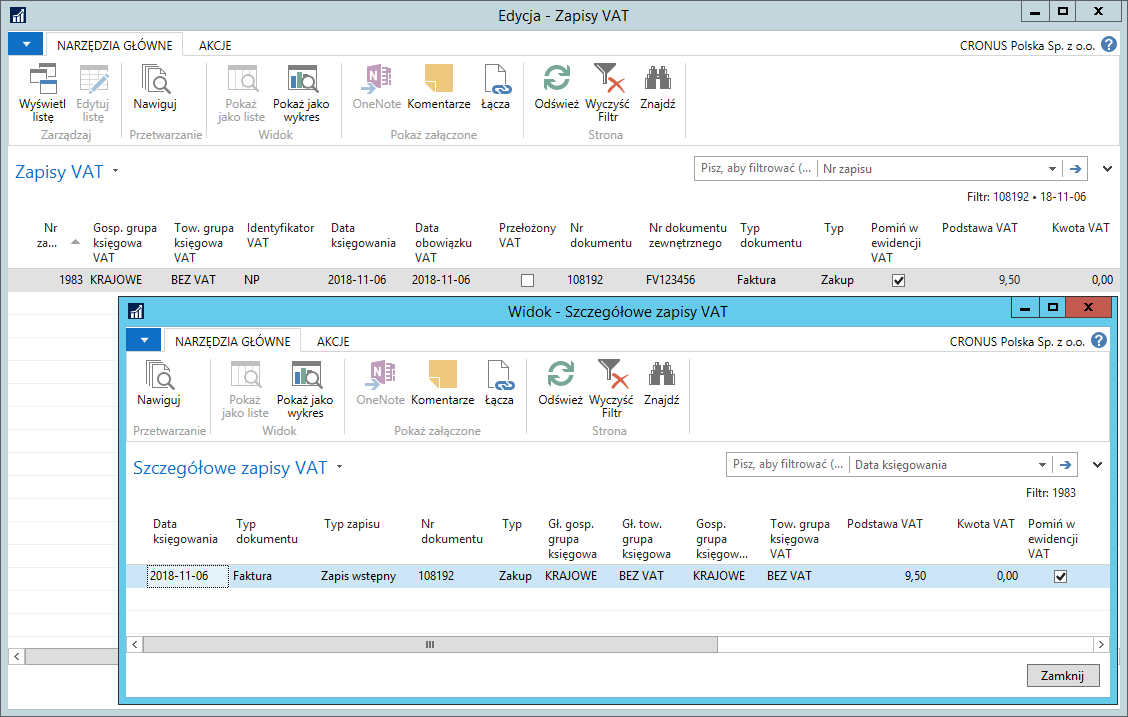 Edycja - Zapisy VAT
NARZĘDZIA GŁÓWNE AKCJE CRONUS Polska Sp. z o.o.
Wyświetl listę Edytuj listę Nawiguj Pokaż jako liste Pokaż jako wykres OneNote Komentarze Łącza Odśwież Wyczyść Filtr Znajdź
Zarządzaj Przetwarzanie Widok Pokaż załączone Strona
Zapisy VAT Pisz, aby filtrować (... Nr zapisu
Filtr: 108192 • 18-11-06
Nr za... Gosp. grupa księgowa VAT Tow. grupa księgowa VAT Identyfikator VAT Data księgowania Data obowiązku VAT Przełożony VAT Nr dokumentu Nr dokumentu zewnętrznego Typ dokumentu Typ Pomiń w ewidencji VAT Podstawa VAT Kwota VAT
1983 KRAJOWE BEZ VAT NP 2018-11-06 2018-11-06 108192 FV123456 Faktura Zakup 9,50 0,00
Widok - Szczegółowe zapisy VAT
NARZĘDZIA GŁÓWNE AKCJE CRONUS Polska Sp. z o.o.
Nawiguj Pokaż jako liste Pokaż jako wykres OneNote Komentarze Łącza Odśwież Wyczyść Filtr Znajdź
Przetwarzanie Widok Pokaż załączone Strona
Szczegółowe zapisy VAT Pisz, aby filtrować (... Data księgowania
Filtr: 1983
Data księgowania Typ dokumentu Typ zapisu Nr dokumentu Typ Gł. gosp. grupa księgowa Gł. tow. grupa księgowa Gosp. grupa księgow... Tow. grupa księgowa VAT Podstawa VAT Kwota VAT Pomiń w ewidencji VAT
2018-11-06 Faktura Zapis wstępny 108192 Zakup KRAJOWE BEZ VAT KRAJOWE BEZ VAT 9,50 0,00
Zamknij